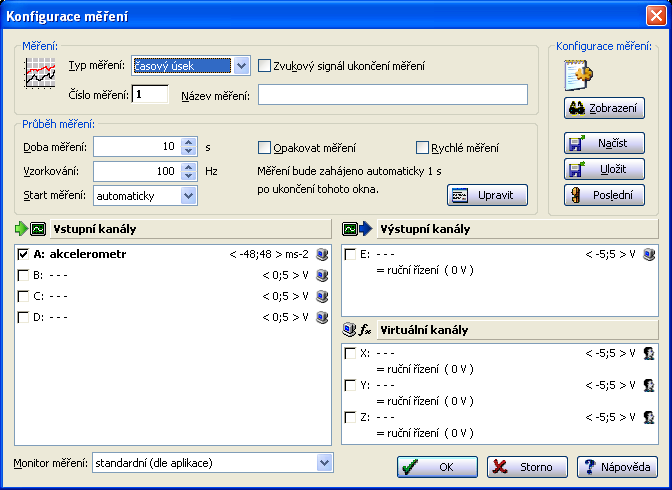 Konfigurace měření
Měření:
Typ měření: časový úsek
Zvukový signál ukončení měření
Číslo měření: 1
Název měření:
Konfigurace měření:
Zobrazení
Načíst
Uložit
Poslední
Průběh měření:
Doba měření: 10 s
Opakovat měření
Rychlé měření
Vzorkování: 100 Hz
Měření bude zahájeno automaticky 1 s
po ukončení tohoto okna.
Start měření: automaticky
Upravit
Vstupní kanály
A: akcelerometr < -48;48 > ms-2
B: - - - < 0;5 > V
C: - - - < 0;5 > V
D: - - - < 0;5 > V
Výstupní kanály
E: - - - < -5;5 > V
= ruční řízení ( 0 V )
fx Virtuální kanály
X: - - - < -5;5 > V
= ruční řízení ( 0 V )
Y: - - - < -5;5 > V
= ruční řízení ( 0 V )
Z: - - - < -5;5 > V
= ruční řízení ( 0 V )
Monitor měření: standardní (dle aplikace)
OK
Storno
? Nápověda